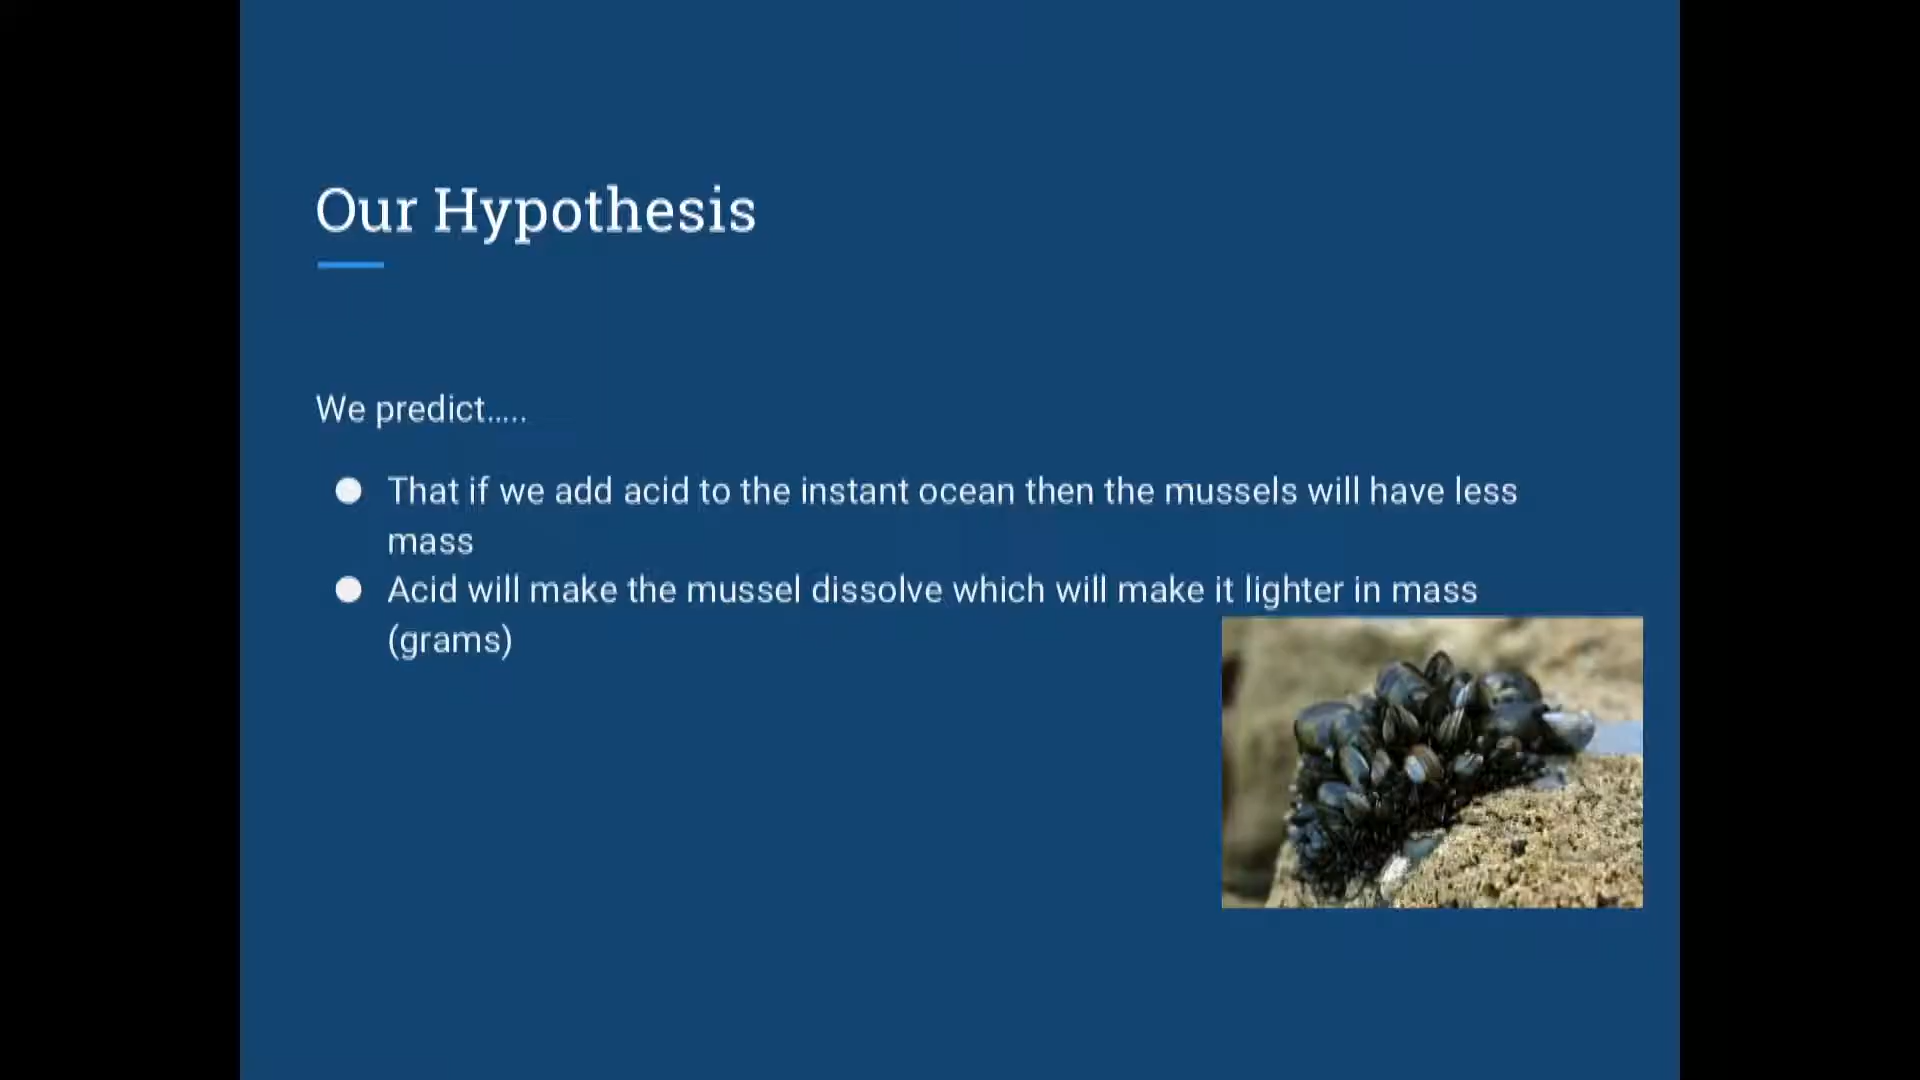 Our Hypothesis
We predict.....
● That if we add acid to the instant ocean then the mussels will have less
mass
● Acid will make the mussel dissolve which will make it lighter in mass
(grams)